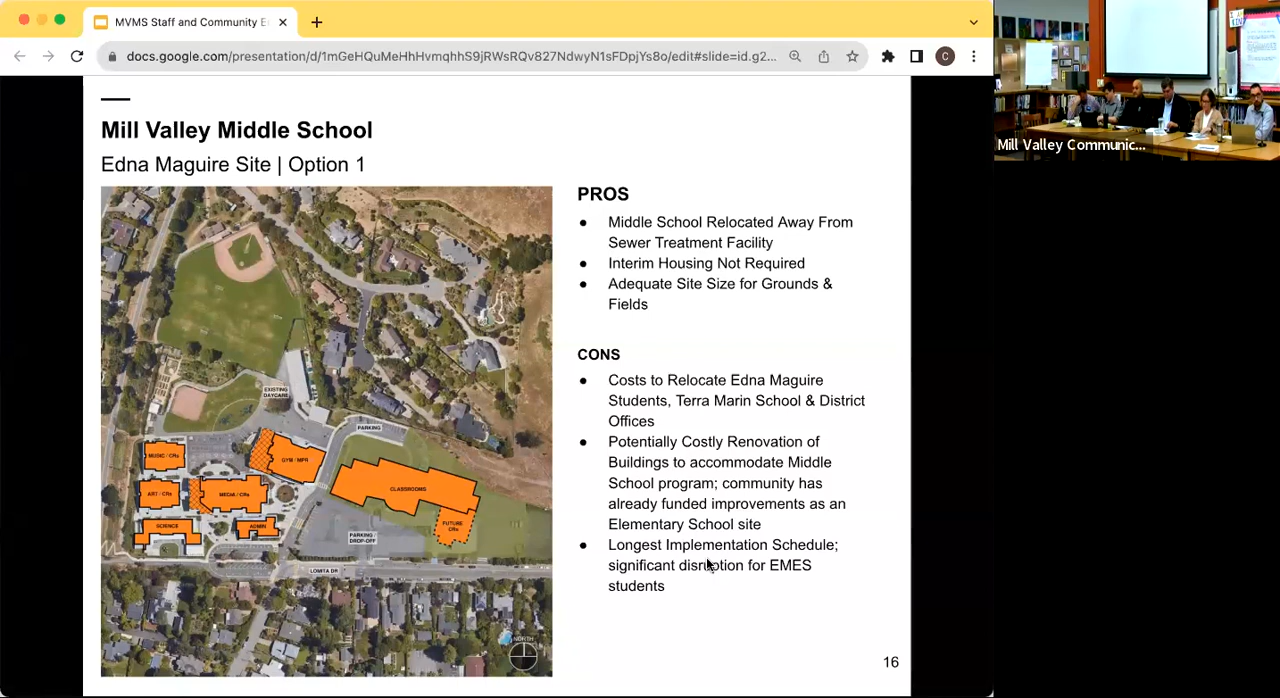 MVMS Staff and Community E
docs.google.com/presentation/d/1mGeHQuMeHhHvmqhhS9jRWsRQv827NdwyN1sFDpjYs8o/edit#slide=id.g2...
C
Mill Valley Communic...
Mill Valley Middle School
Edna Maguire Site | Option 1
EXISTING
DAYCARE
PARKING
MUSIC / CRs
GYM / MPR
ART / CRs
MEDIA / CRs
CLASSROOMS
SCIENCE
ADMIN
FUTURE
CRs
PARKING /
DROP-OFF
LOMITA DR
NORTH
PROS
● Middle School Relocated Away From
Sewer Treatment Facility
● Interim Housing Not Required
● Adequate Site Size for Grounds &
Fields
CONS
● Costs to Relocate Edna Maguire
Students, Terra Marin School & District
Offices
● Potentially Costly Renovation of
Buildings to accommodate Middle
School program; community has
already funded improvements as an
Elementary School site
● Longest Implementation Schedule;
significant disruption for EMES
students
16